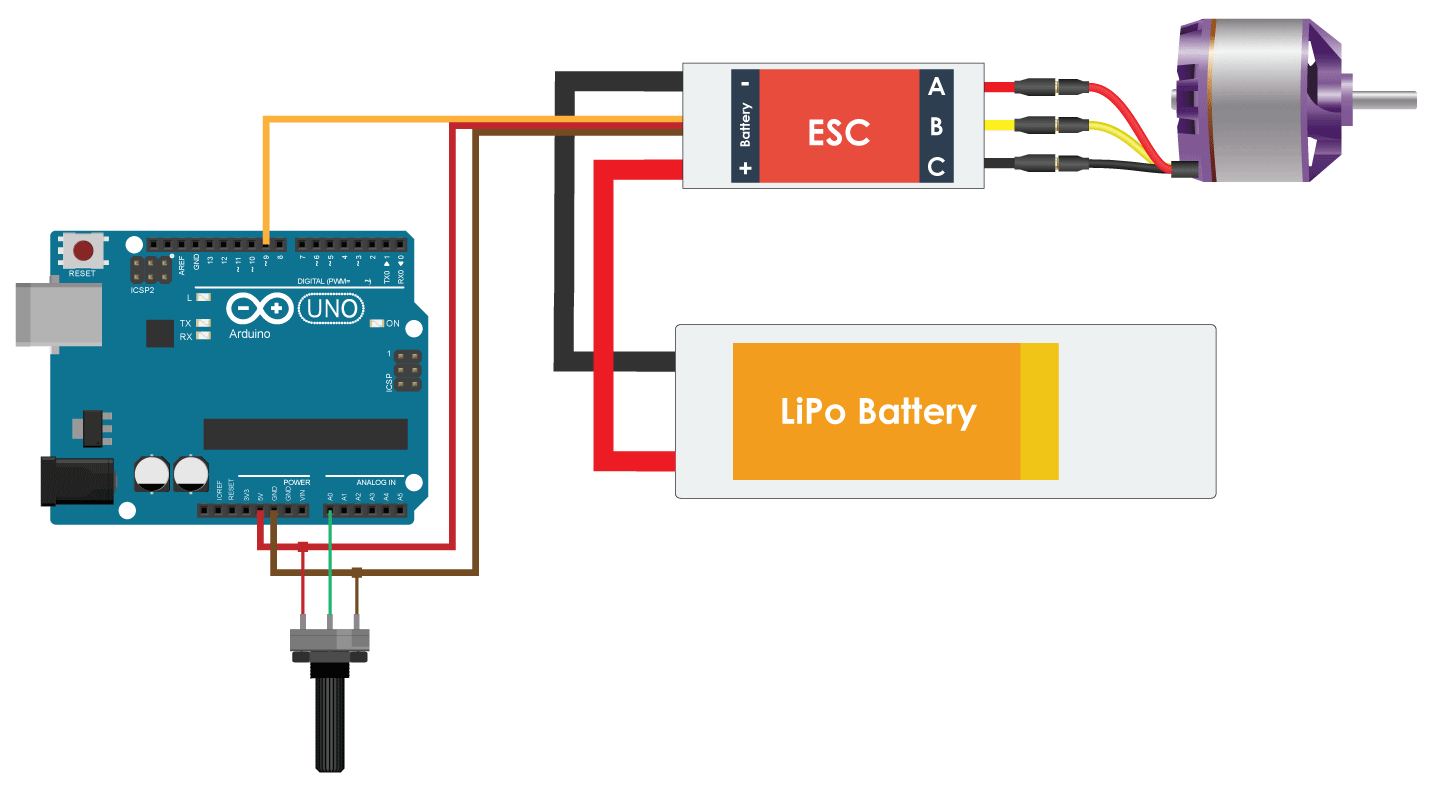 -
Battery
+
ESC
A
B
C
RESET
ICSP2
AREF
GND
13
12
~11
~10
~9
8
7
~6
~5
4
~3
2
TX0 ▶ 1
RX0 ◀ 0
DIGITAL (PWM=
L
TX
RX
UNO
Arduino
ON
1
ICSP
LiPo Battery
POWER
ANALOG IN
IOREF
RESET
3V3
5V
GND
GND
VIN
A0
A1
A2
A3
A4
A5